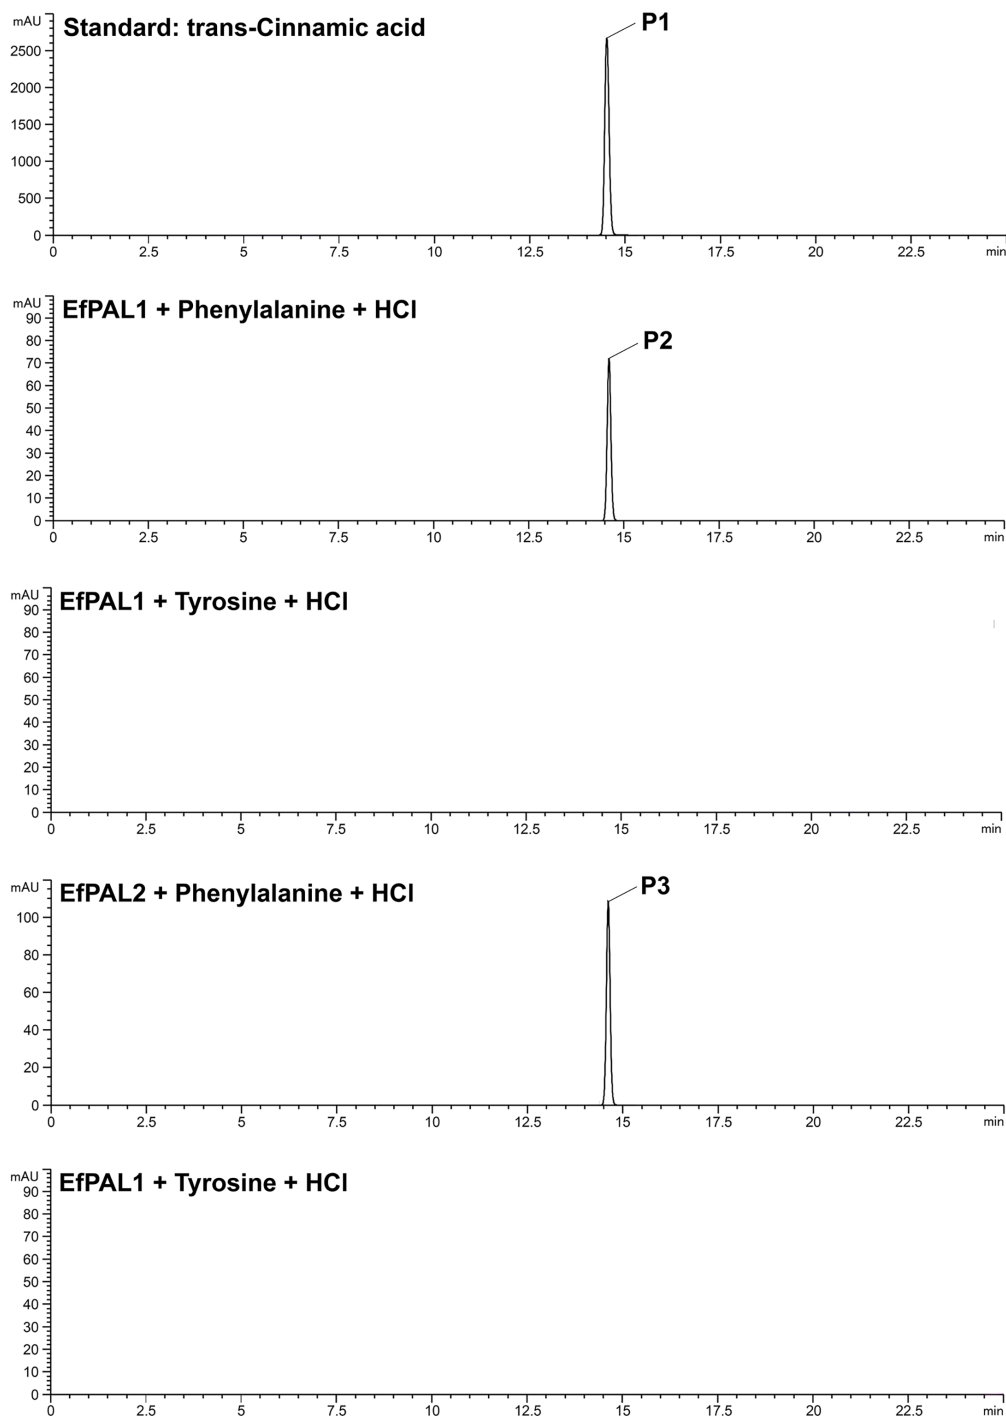 mAU
Standard: trans-Cinnamic acid
P1
2500
2000
1500
1000
500
0
0 2.5 5 7.5 10 12.5 15 17.5 20 22.5 min
mAU
EfPAL1 + Phenylalanine + HCl
P2
90
80
70
60
50
40
30
20
10
0
0 2.5 5 7.5 10 12.5 15 17.5 20 22.5 min
mAU
EfPAL1 + Tyrosine + HCl
90
80
70
60
50
40
30
20
10
0
0 2.5 5 7.5 10 12.5 15 17.5 20 22.5 min
mAU
EfPAL2 + Phenylalanine + HCl
P3
100
80
60
40
20
0
0 2.5 5 7.5 10 12.5 15 17.5 20 22.5 min
mAU
EfPAL1 + Tyrosine + HCl
90
80
70
60
50
40
30
20
10
0
0 2.5 5 7.5 10 12.5 15 17.5 20 22.5 min